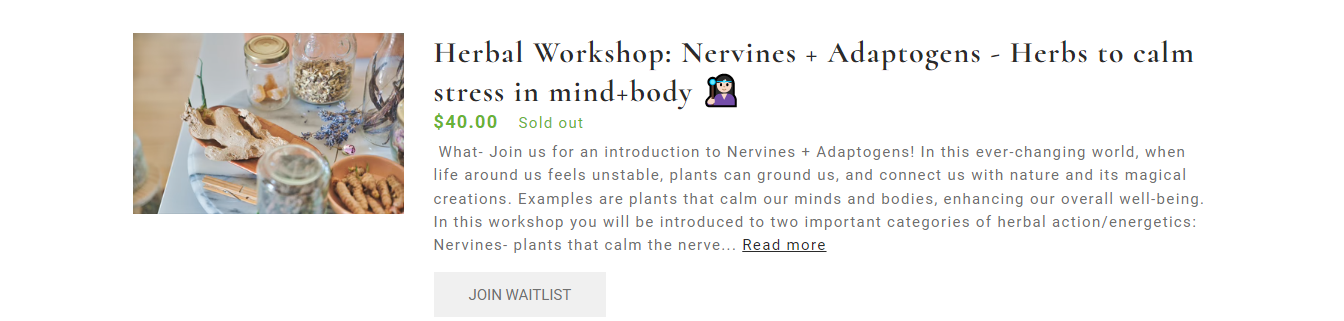 Herbal Workshop: Nervines + Adaptogens - Herbs to calm
stress in mind+body 💆🏻‍♀️
$40.00 Sold out
What- Join us for an introduction to Nervines + Adaptogens! In this ever-changing world, when
life around us feels unstable, plants can ground us, and connect us with nature and its magical
creations. Examples are plants that calm our minds and bodies, enhancing our overall well-being.
In this workshop you will be introduced to two important categories of herbal action/energetics:
Nervines- plants that calm the nerve... Read more
JOIN WAITLIST